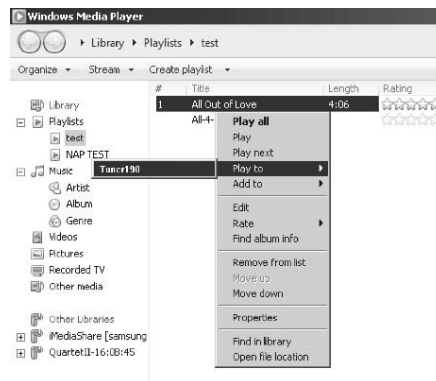 Windows Media Player
Library Playlists test
Organize Stream Create playlist
# Title Length Rating
1 All Out of Love 4:06
All-4-
Library
Playlists
test
NAP TEST
Music
Artist
Album
Genre
Videos
Pictures
Recorded TV
Other media
Other Libraries
iMediaShare [samsung
QuartetII-16:0B:45
Tuner190
Play all
Play
Play next
Play to
Add to
Edit
Rate
Find album info
Remove from list
Move up
Move down
Properties
Find in library
Open file location